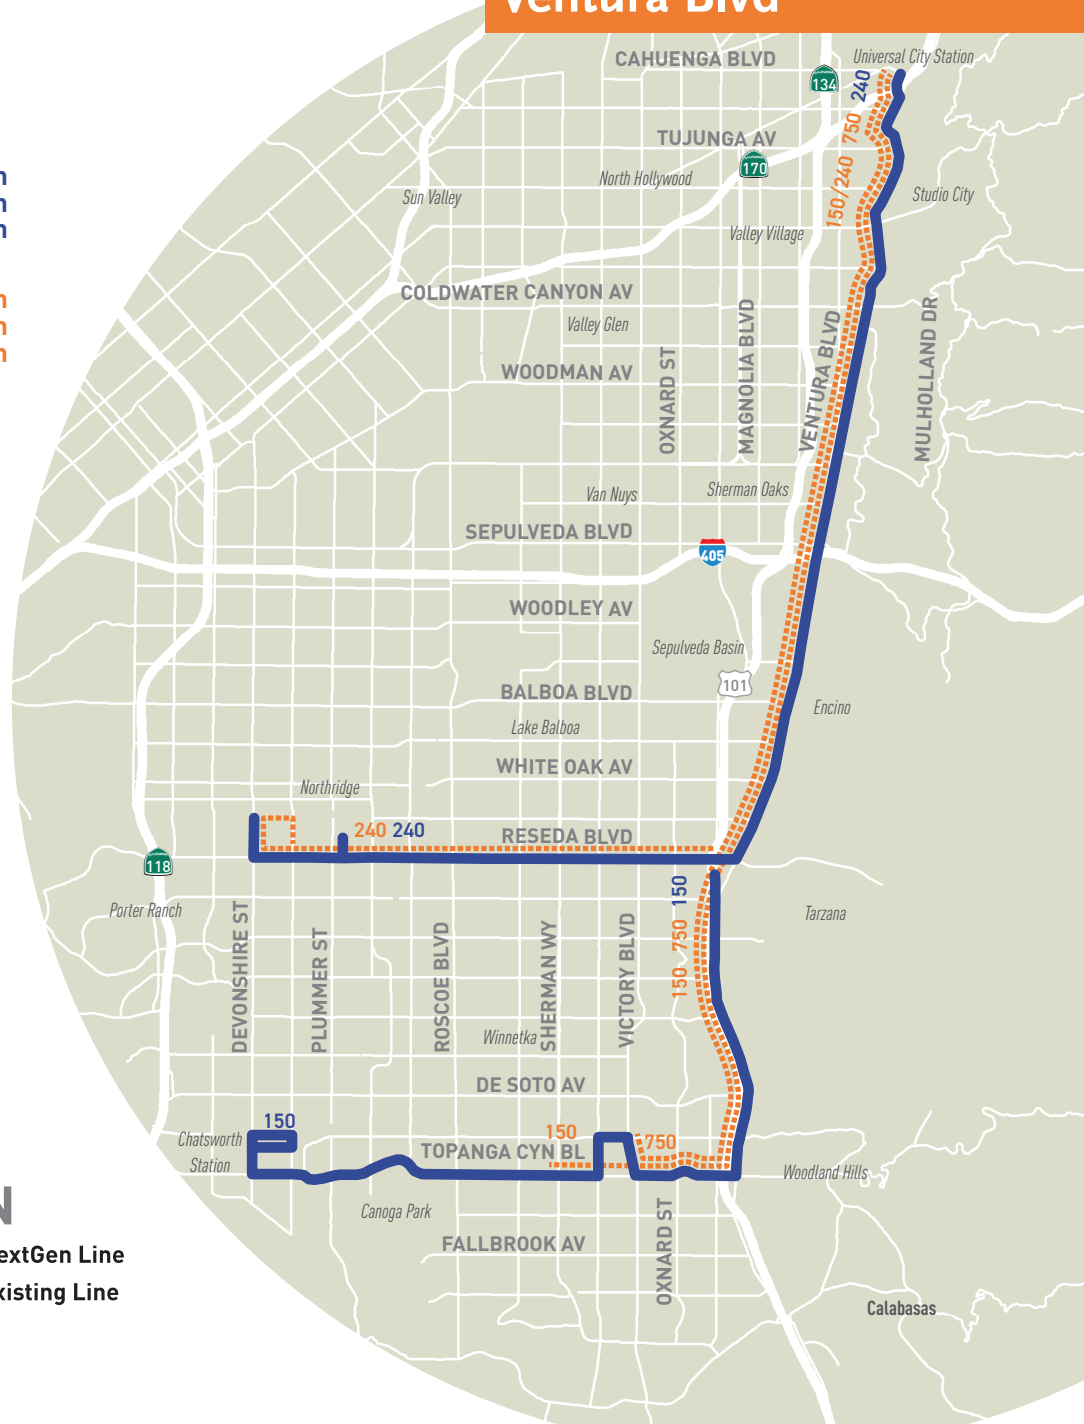 Ventura Blvd
CAHUENGA BLVD
Universal City Station
134
240
TUJUNGA AV
750
170
North Hollywood
150/240
Sun Valley
Studio City
Valley Village
COLDWATER CANYON AV
Valley Glen
WOODMAN AV
OXNARD ST
MAGNOLIA BLVD
VENTURA BLVD
MULHOLLAND DR
Van Nuys
Sherman Oaks
SEPULVEDA BLVD
405
WOODLEY AV
Sepulveda Basin
101
BALBOA BLVD
Encino
Lake Balboa
WHITE OAK AV
Northridge
240 240
RESEDA BLVD
118
150
Porter Ranch
Tarzana
750
150
DEVONSHIRE ST
PLUMMER ST
ROSCOE BLVD
SHERMAN WY
VICTORY BLVD
Winnetka
DE SOTO AV
150
Chatsworth
Station
150
750
TOPANGA CYN BL
Woodland Hills
Canoga Park
OXNARD ST
FALLBROOK AV
Line
Line
Calabasas